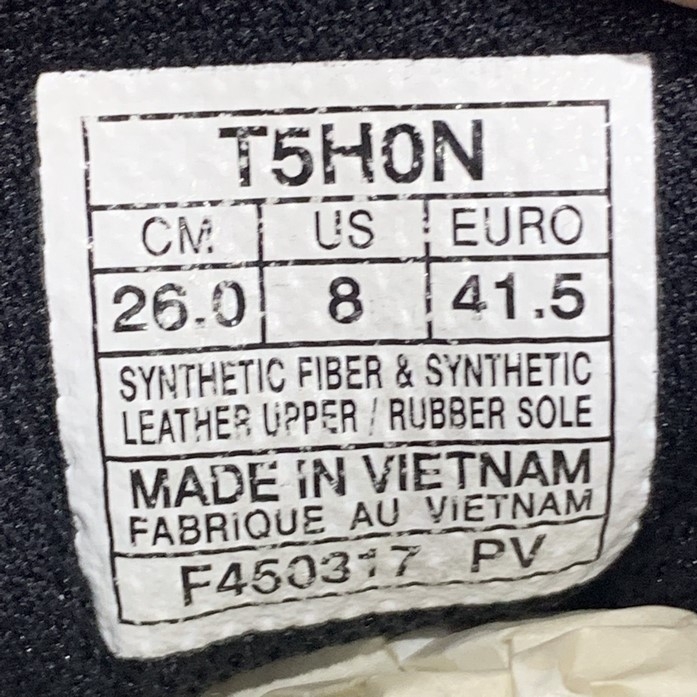 T5H0N
CM US EURO
26.0 8 41.5
SYNTHETIC FIBER & SYNTHETIC
LEATHER UPPER / RUBBER SOLE
MADE IN VIETNAM
FABRIQUE AU VIETNAM
F450317 PV